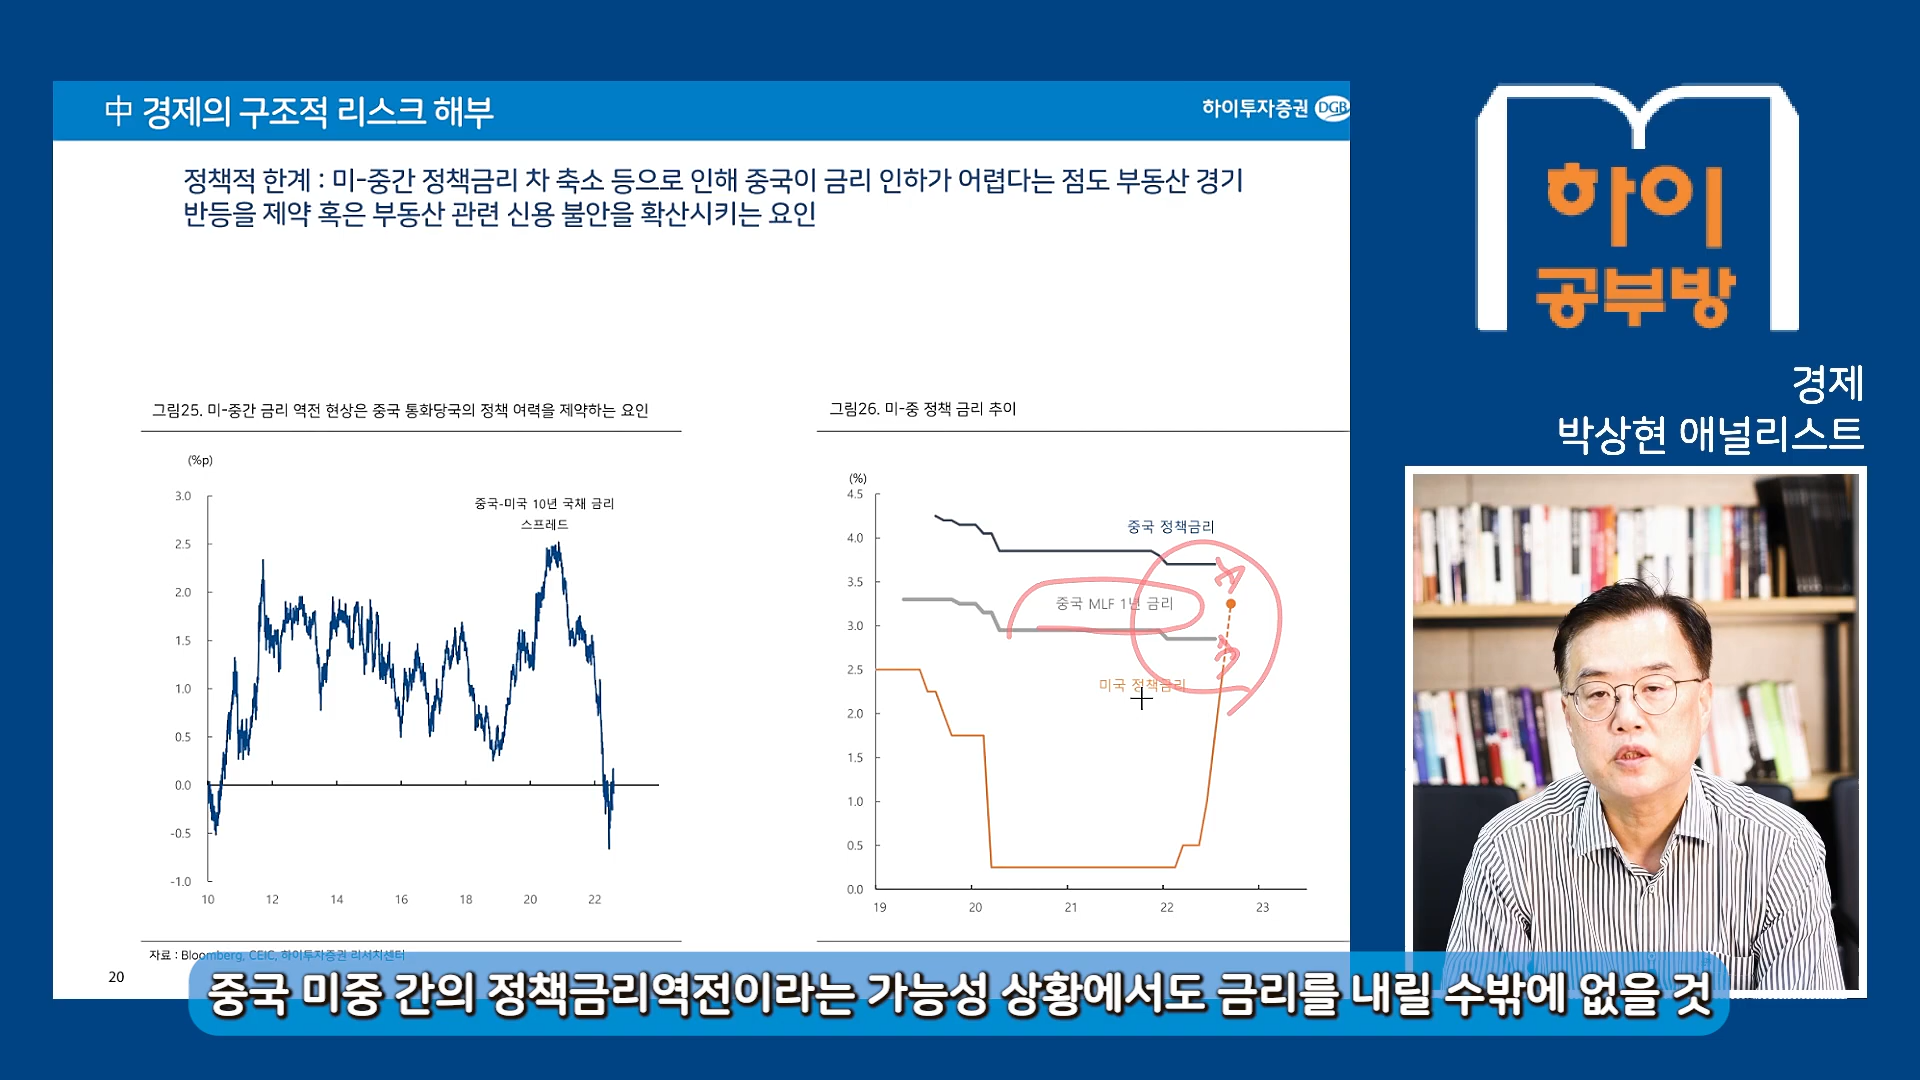 中 경제의 구조적 리스크 해부
하이투자증권 DGB
정책적 한계 : 미-중간 정책금리 차 축소 등으로 인해 중국이 금리 인하가 어렵다는 점도 부동산 경기
반등을 제약 혹은 부동산 관련 신용 불안을 확산시키는 요인
그림25. 미-중간 금리 역전 현상은 중국 통화당국의 정책 여력을 제약하는 요인
(%p)
중국-미국 10년 국채 금리
스프레드
3.0
2.5
2.0
1.5
1.0
0.5
0.0
-0.5
-1.0
10 12 14 16 18 20 22
자료 : Bloomberg, CEIC, 하이투자증권 리서치센터
20
그림26. 미-중 정책 금리 추이
(%)
4.5
4.0
3.5
3.0
2.5
2.0
1.5
1.0
0.5
0.0
중국 정책금리
중국 MLF 1년 금리
미국 정책금리
19 20 21 22 23
하이
공부방
경제
박상현 애널리스트
중국 미중 간의 정책금리역전이라는 가능성 상황에서도 금리를 내릴 수밖에 없을 것